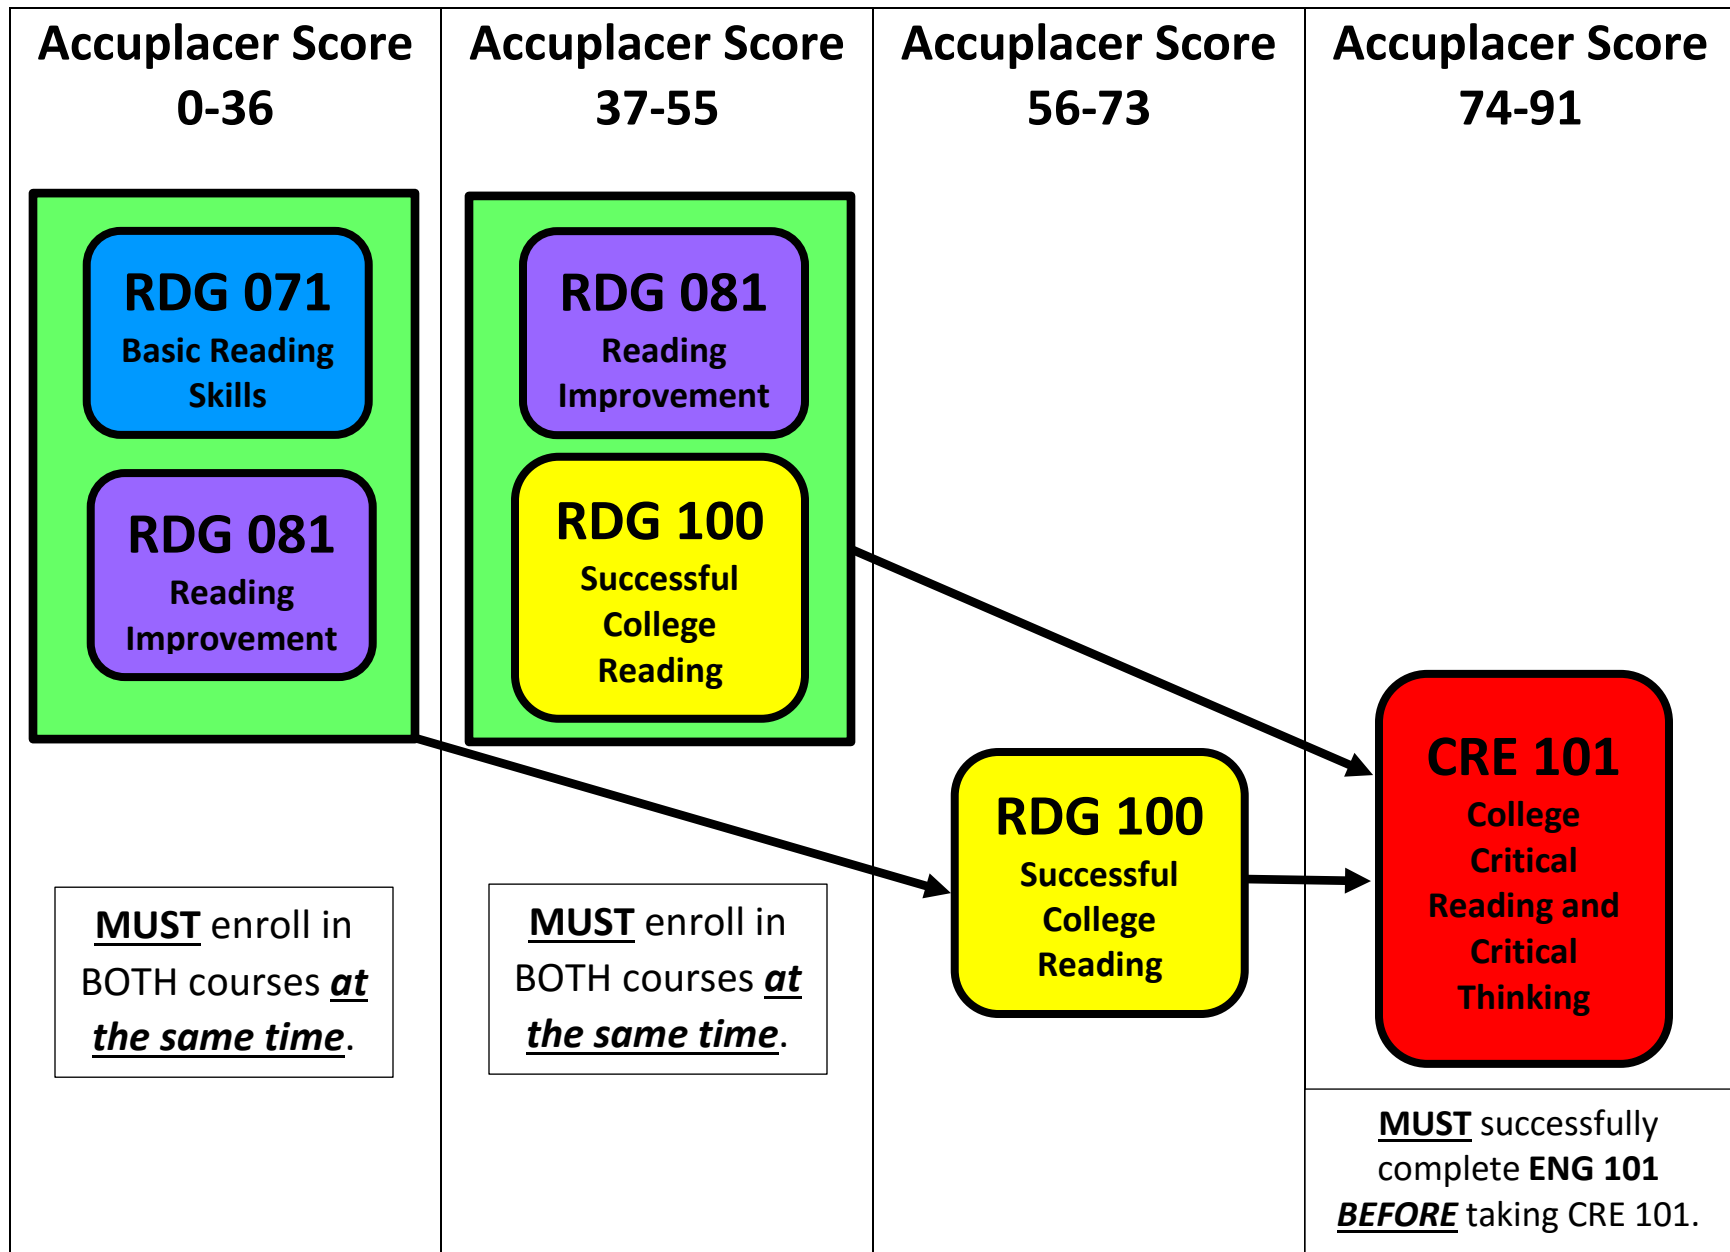 Accuplacer Score
0-36
RDG 071
Basic Reading
Skills
RDG 081
Reading
Improvement
MUST enroll in
BOTH courses at
the same time.
Accuplacer Score
37-55
RDG 081
Reading
Improvement
RDG 100
Successful
College
Reading
MUST enroll in
BOTH courses at
the same time.
Accuplacer Score
56-73
RDG 100
Successful
College
Reading
Accuplacer Score
74-91
CRE 101
College
Critical
Reading and
Critical
Thinking
MUST successfully
complete ENG 101
BEFORE taking CRE 101.